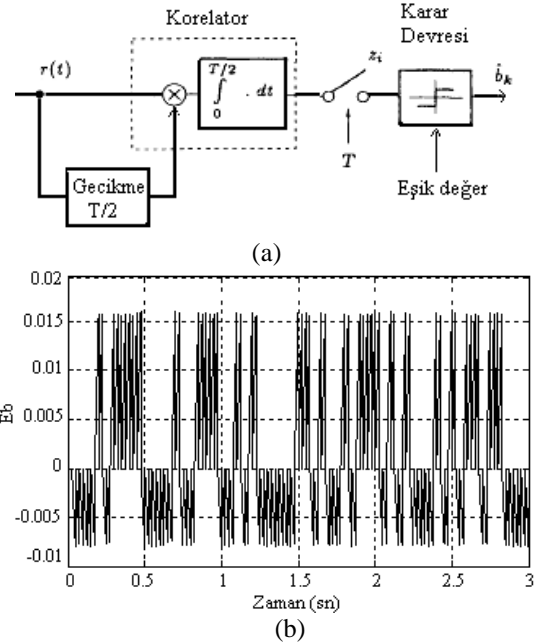 Korelator
Karar
Devresi
r(t)
T/2
∫ . dt
0
z_i
b̂_k
T
Gecikme
T/2
Eşik değer
(a)
0.02
0.015
0.01
0.005
0
-0.005
-0.01
Eb
0 0.5 1 1.5 2 2.5 3
Zaman (sn)
(b)